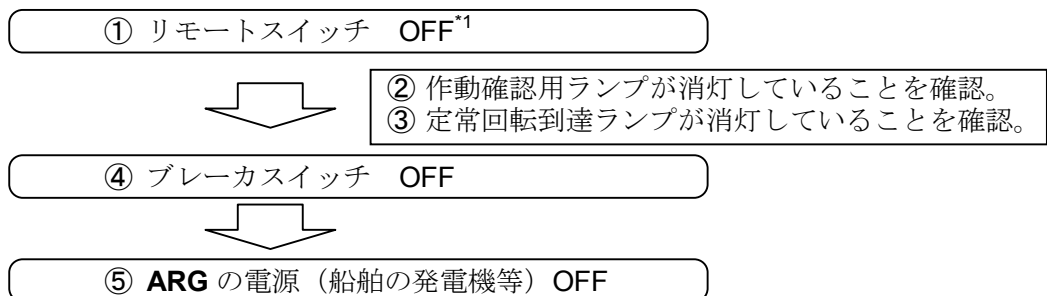 ① リモートスイッチ OFF*1
② 作動確認用ランプが消灯していることを確認。
③ 定常回転到達ランプが消灯していることを確認。
④ ブレーカスイッチ OFF
⑤ ARG の電源（船舶の発電機等）OFF